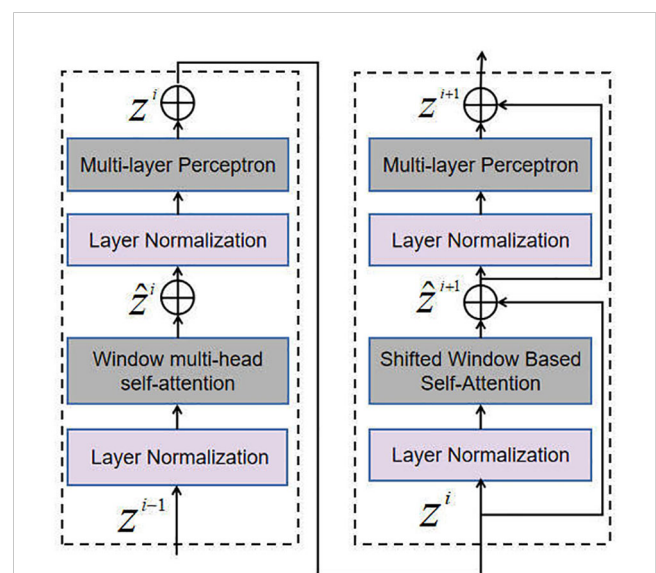 z^i
Multi-layer Perceptron
Layer Normalization
ẑ^i
Window multi-head
self-attention
Layer Normalization
z^{i-1}
z^{i+1}
Multi-layer Perceptron
Layer Normalization
ẑ^{i+1}
Shifted Window Based
Self-Attention
Layer Normalization
z^i